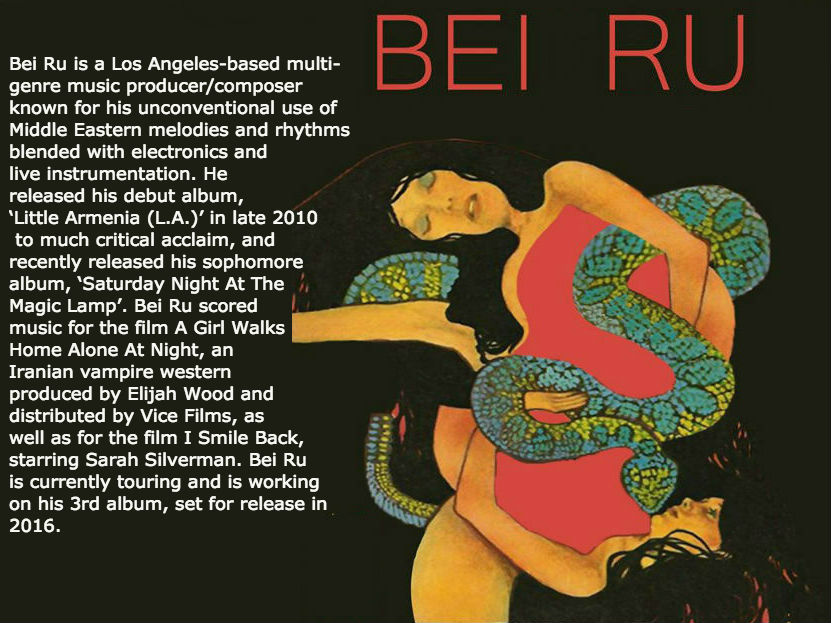 BEI RU
Bei Ru is a Los Angeles-based multi-
genre music producer/composer
known for his unconventional use of
Middle Eastern melodies and rhythms
blended with electronics and
live instrumentation. He
released his debut album,
‘Little Armenia (L.A.)’ in late 2010
to much critical acclaim, and
recently released his sophomore
album, ‘Saturday Night At The
Magic Lamp’. Bei Ru scored
music for the film A Girl Walks
Home Alone At Night, an
Iranian vampire western
produced by Elijah Wood and
distributed by Vice Films, as
well as for the film I Smile Back,
starring Sarah Silverman. Bei Ru
is currently touring and is working
on his 3rd album, set for release in
2016.